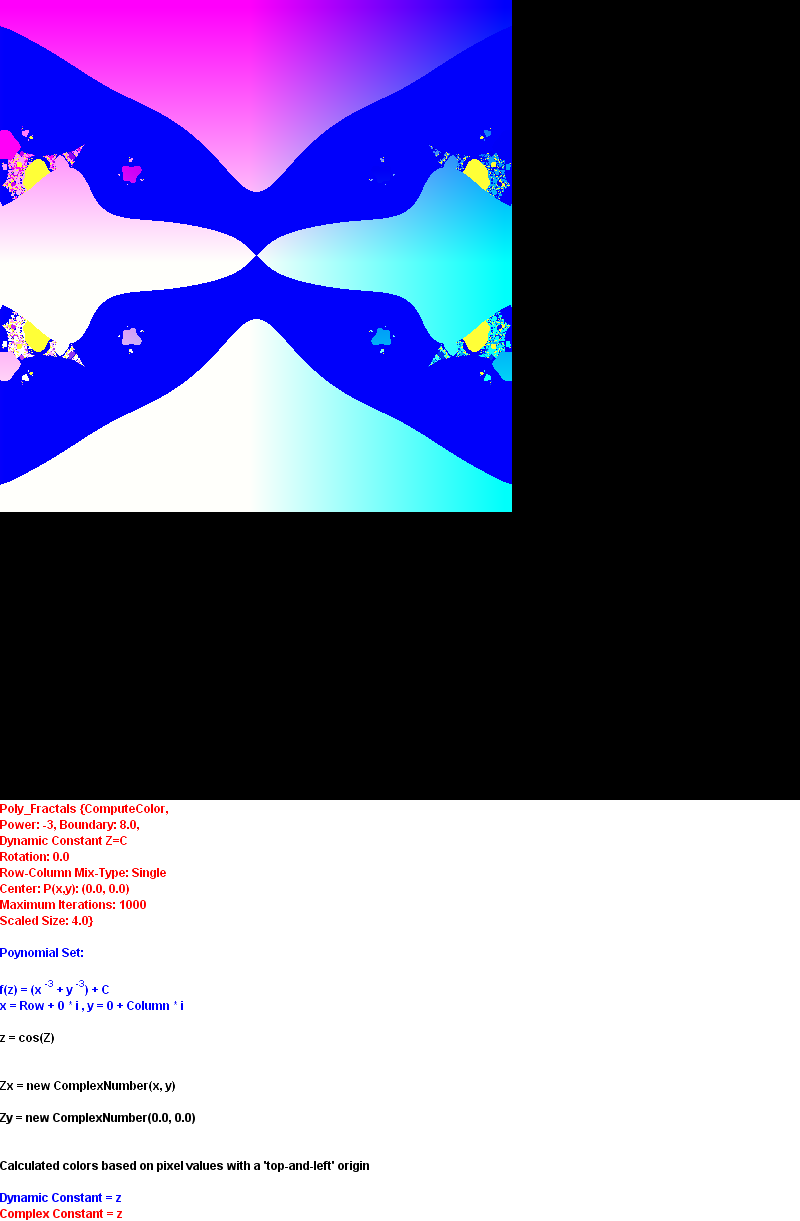 Poly_Fractals {ComputeColor,
Power: -3, Boundary: 8.0,
Dynamic Constant Z=C
Rotation: 0.0
Row-Column Mix-Type: Single
Center: P(x,y): (0.0, 0.0)
Maximum Iterations: 1000
Scaled Size: 4.0}
Poynomial Set:
f(z) = (x -3 + y -3) + C
x = Row + 0 * i , y = 0 + Column * i
z = cos(Z)
Zx = new ComplexNumber(x, y)
Zy = new ComplexNumber(0.0, 0.0)
Calculated colors based on pixel values with a 'top-and-left' origin
Dynamic Constant = z
Complex Constant = z